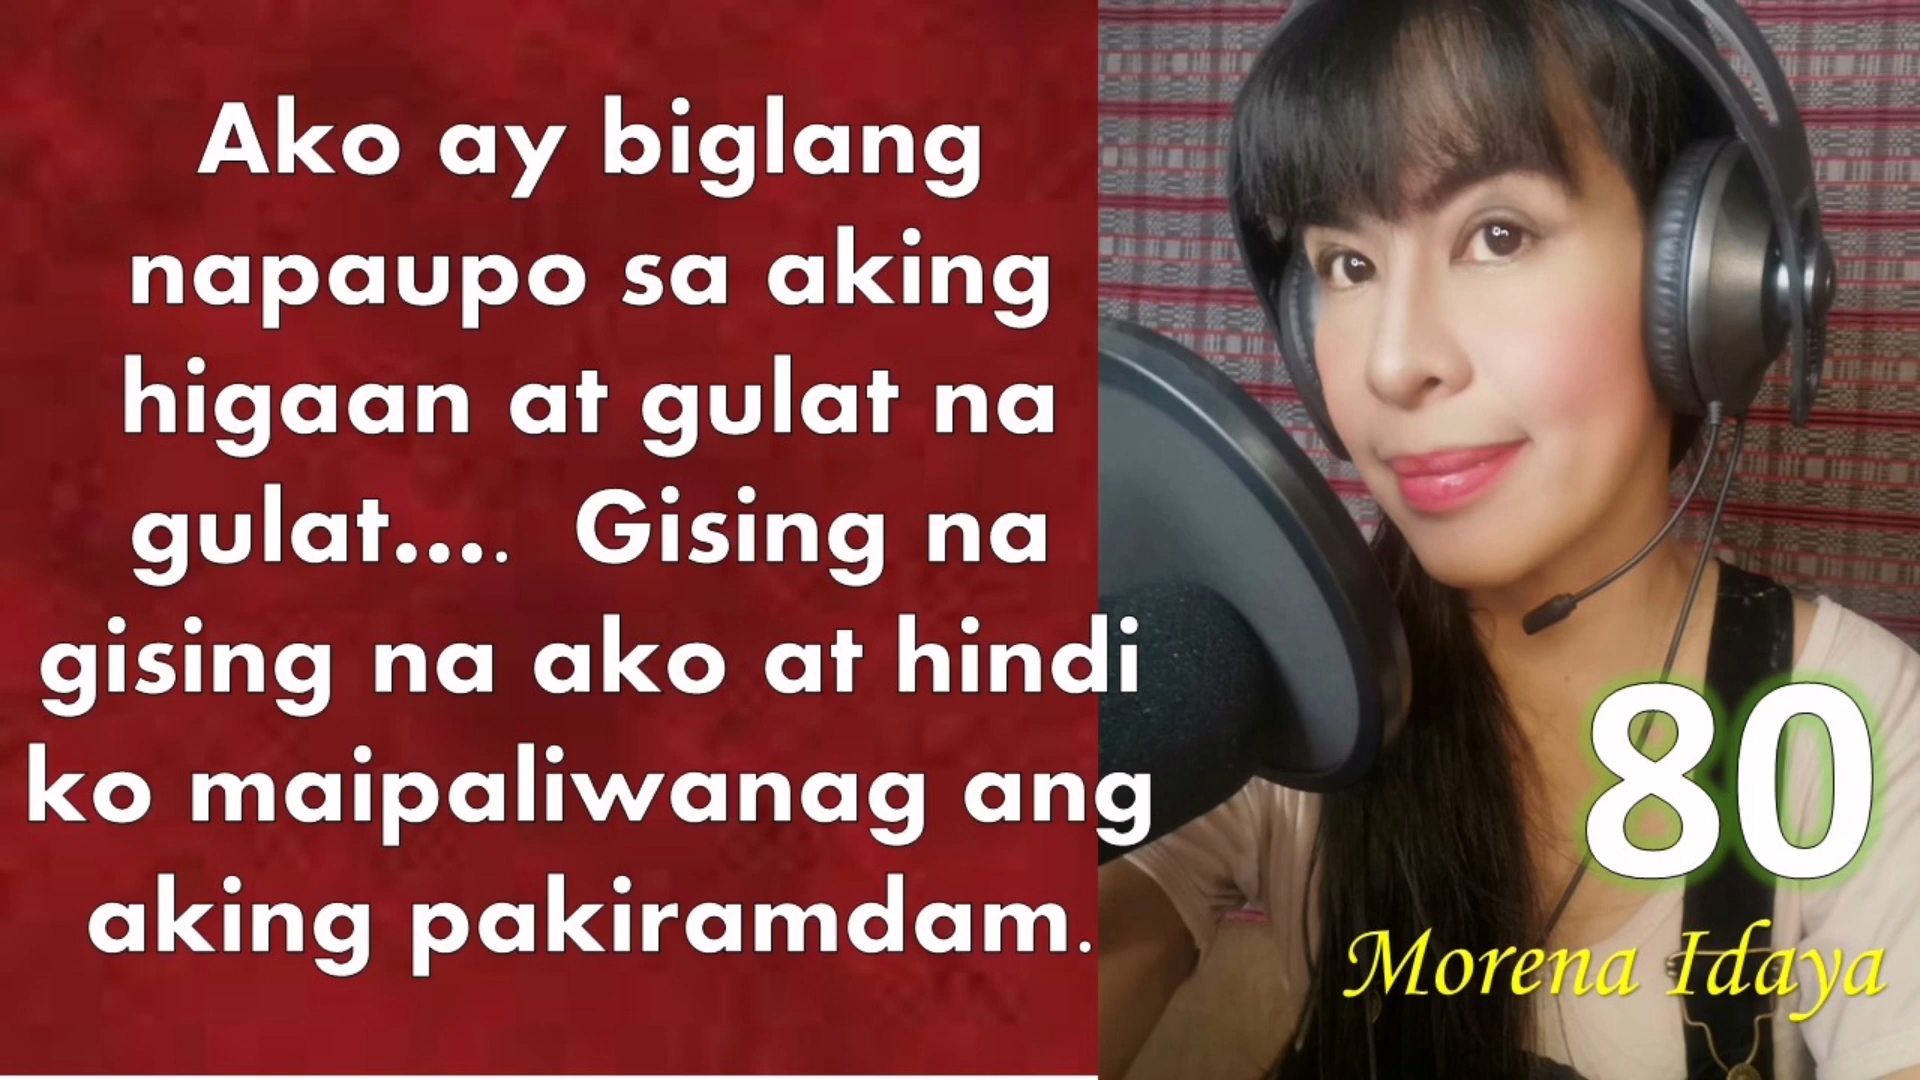 Ako ay biglang
napaupo sa aking
higaan at gulat na
gulat.... Gising na
gising na ako at hindi
ko maipaliwanag ang
aking pakiramdam.
80
Morena Idaya